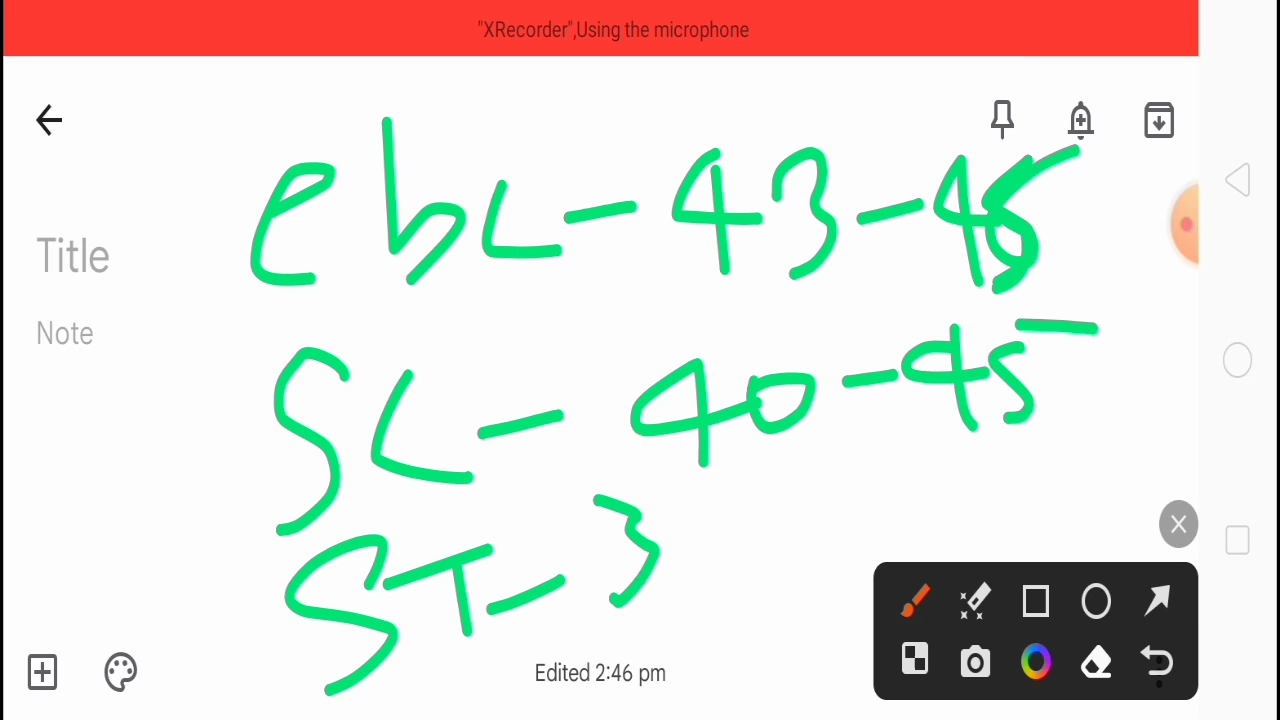 "XRecorder",Using the microphone
ebc - 43 - 45
Title
Note
SC - 40 - 45
ST - 3
Edited 2:46 pm